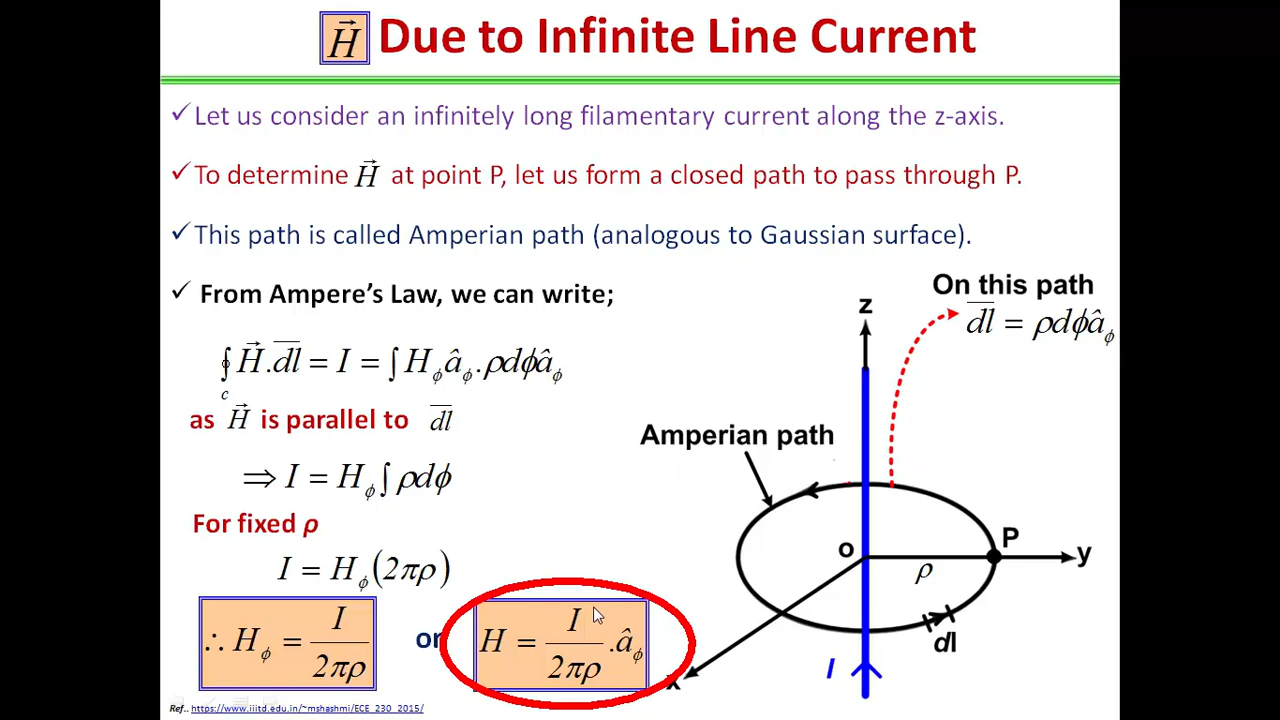 H⃗ Due to Infinite Line Current
✓ Let us consider an infinitely long filamentary current along the z-axis.
✓ To determine H⃗ at point P, let us form a closed path to pass through P.
✓ This path is called Amperian path (analogous to Gaussian surface).
✓ From Ampere's Law, we can write;
∮c H⃗.d̅l̅ = I = ∫ Hϕ âϕ.ρdϕâϕ
as H⃗ is parallel to d̅l̅
⇒ I = Hϕ ∫ ρdϕ
For fixed ρ
I = Hϕ(2πρ)
∴ Hϕ = I / 2πρ or H = I / 2πρ .âϕ
On this path
d̅l̅ = ρdϕâϕ
z
Amperian path
o
P
y
ρ
dl
I
x
Ref.. https://www.iiitd.edu.in/~mshashmi/ECE_230_2015/